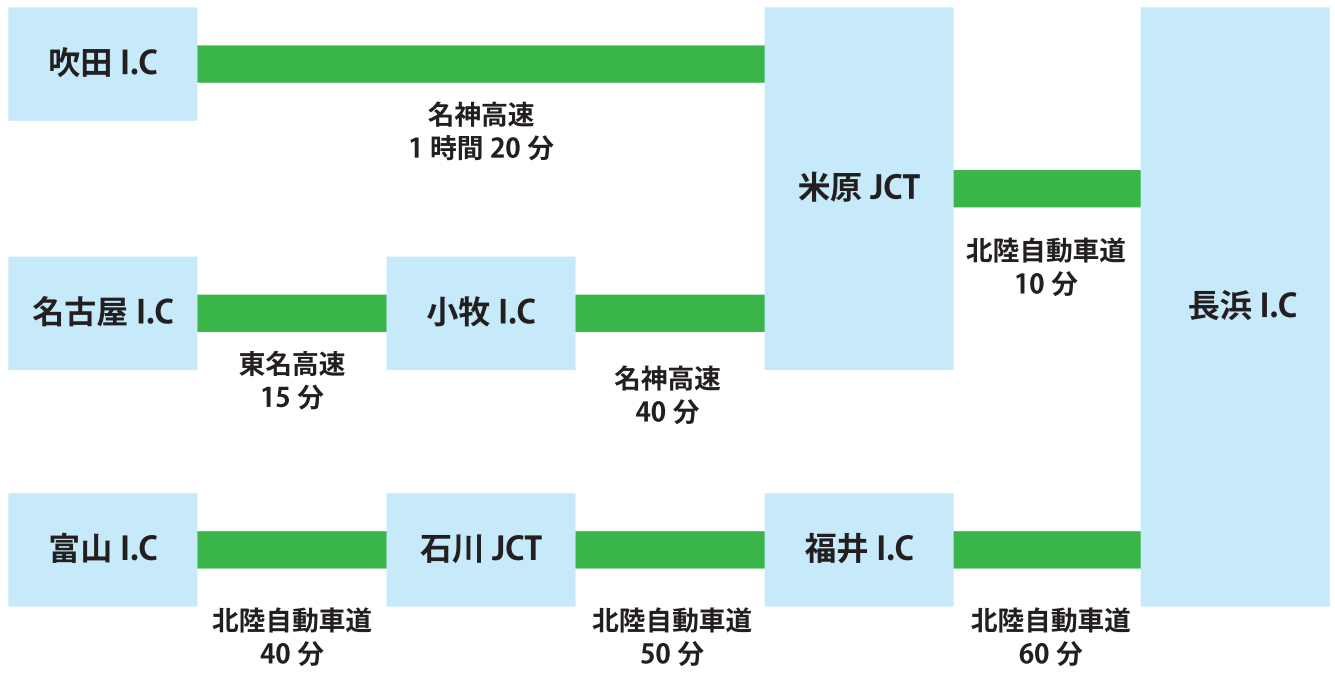 吹田 I.C
名神高速
1 時間 20 分
米原 JCT
北陸自動車道
10 分
長浜 I.C
名古屋 I.C
東名高速
15 分
小牧 I.C
名神高速
40 分
富山 I.C
北陸自動車道
40 分
石川 JCT
北陸自動車道
50 分
福井 I.C
北陸自動車道
60 分